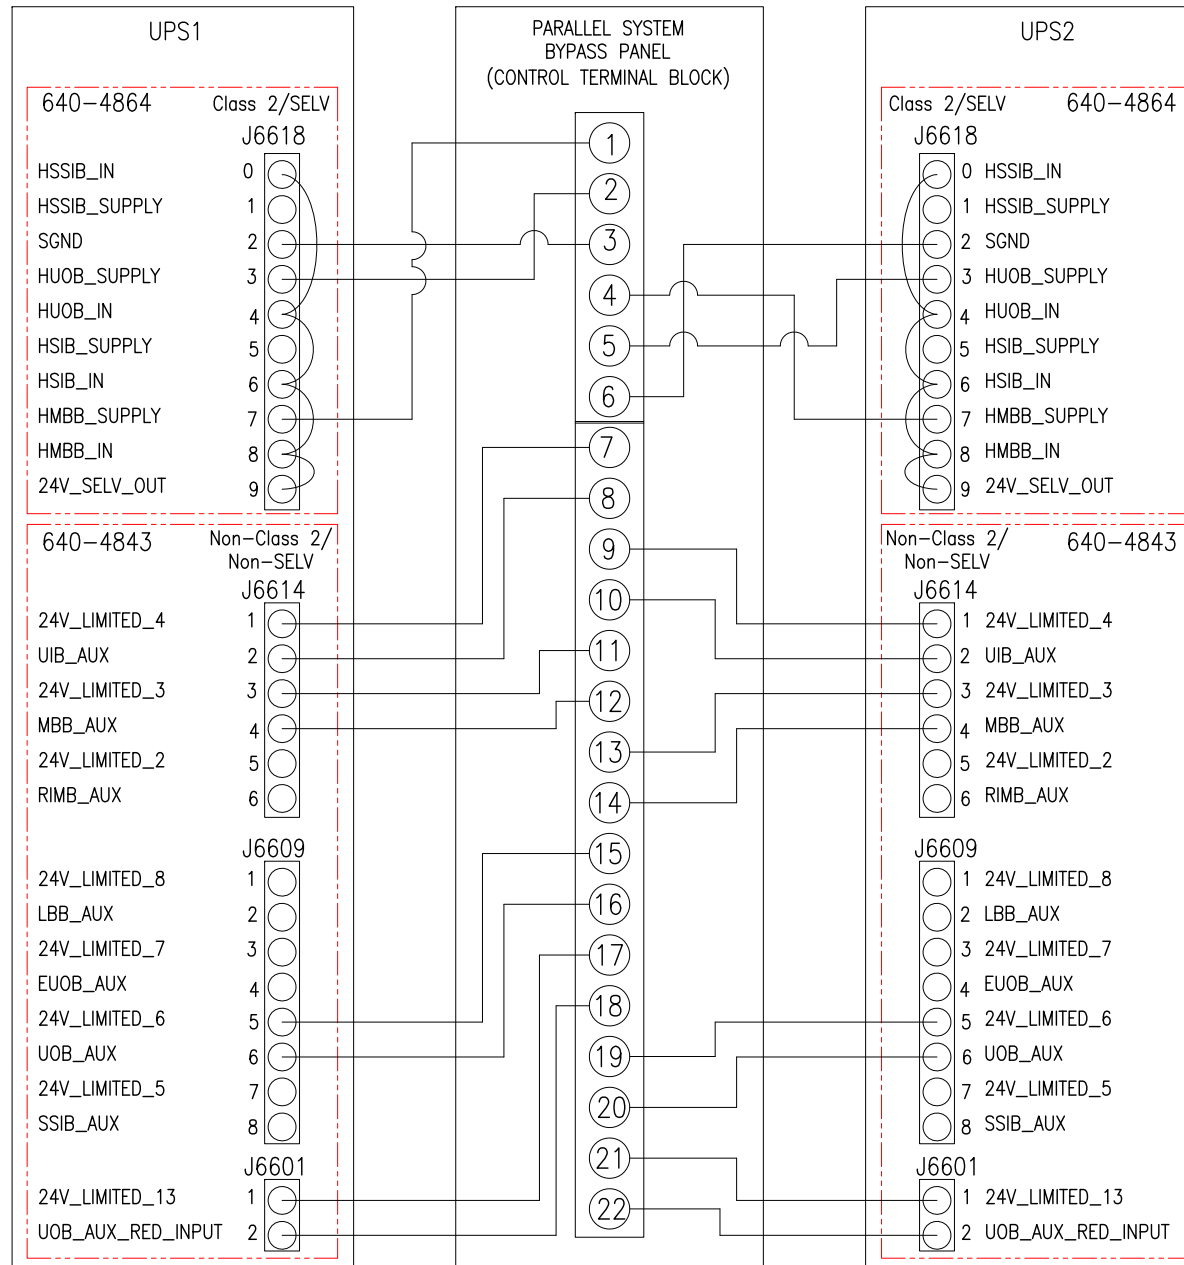 UPS1
640-4864
Class 2/SELV
J6618
HSSIB_IN 0
HSSIB_SUPPLY 1
SGND 2
HUOB_SUPPLY 3
HUOB_IN 4
HSIB_SUPPLY 5
HSIB_IN 6
HMBB_SUPPLY 7
HMBB_IN 8
24V_SELV_OUT 9
640-4843
Non-Class 2/
Non-SELV
J6614
24V_LIMITED_4 1
UIB_AUX 2
24V_LIMITED_3 3
MBB_AUX 4
24V_LIMITED_2 5
RIMB_AUX 6
J6609
24V_LIMITED_8 1
LBB_AUX 2
24V_LIMITED_7 3
EUOB_AUX 4
24V_LIMITED_6 5
UOB_AUX 6
24V_LIMITED_5 7
SSIB_AUX 8
J6601
24V_LIMITED_13 1
UOB_AUX_RED_INPUT 2
PARALLEL SYSTEM
BYPASS PANEL
(CONTROL TERMINAL BLOCK)
1
2
3
4
5
6
7
8
9
10
11
12
13
14
15
16
17
18
19
20
21
22
UPS2
Class 2/SELV
640-4864
J6618
0 HSSIB_IN
1 HSSIB_SUPPLY
2 SGND
3 HUOB_SUPPLY
4 HUOB_IN
5 HSIB_SUPPLY
6 HSIB_IN
7 HMBB_SUPPLY
8 HMBB_IN
9 24V_SELV_OUT
Non-Class 2/
Non-SELV
640-4843
J6614
1 24V_LIMITED_4
2 UIB_AUX
3 24V_LIMITED_3
4 MBB_AUX
5 24V_LIMITED_2
6 RIMB_AUX
J6609
1 24V_LIMITED_8
2 LBB_AUX
3 24V_LIMITED_7
4 EUOB_AUX
5 24V_LIMITED_6
6 UOB_AUX
7 24V_LIMITED_5
8 SSIB_AUX
J6601
1 24V_LIMITED_13
2 UOB_AUX_RED_INPUT